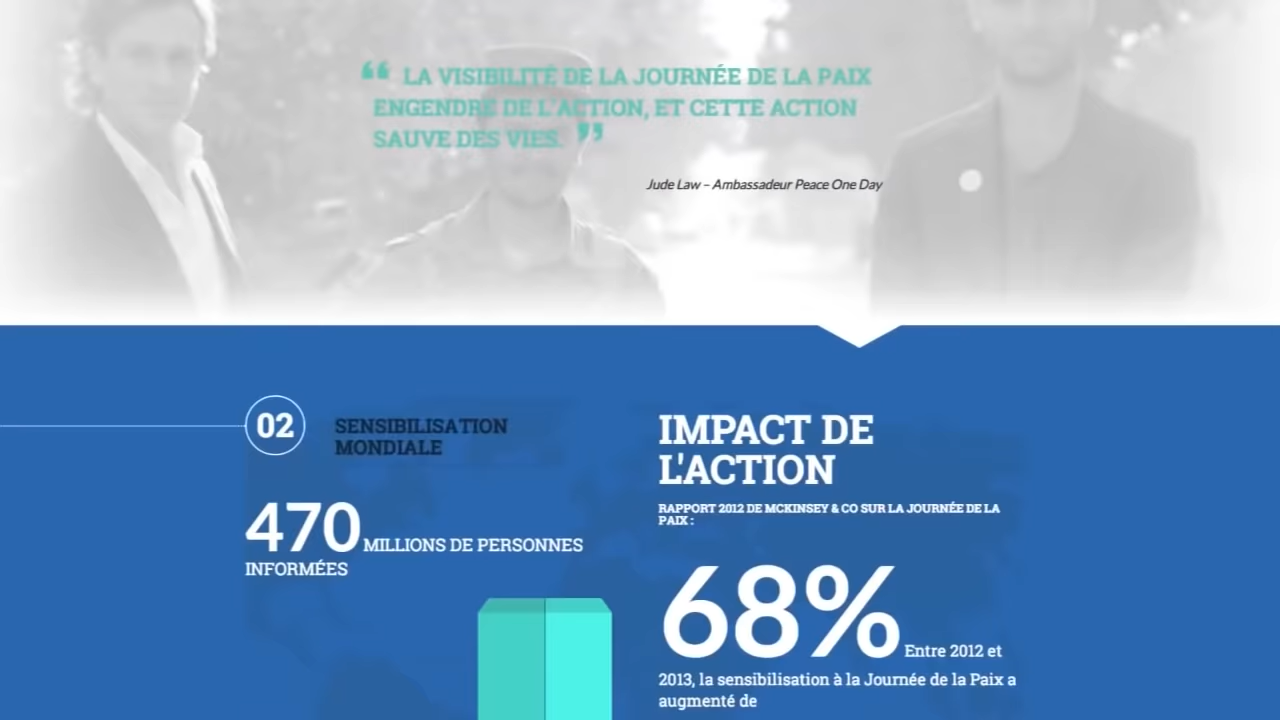 “ LA VISIBILITÉ DE LA JOURNÉE DE LA PAIX
ENGENDRE DE L'ACTION, ET CETTE ACTION
SAUVE DES VIES. ”
Jude Law – Ambassadeur Peace One Day
02
SENSIBILISATION
MONDIALE
470 MILLIONS DE PERSONNES
INFORMÉES
IMPACT DE
L'ACTION
RAPPORT 2012 DE MCKINSEY & CO SUR LA JOURNÉE DE LA
PAIX :
68% Entre 2012 et
2013, la sensibilisation à la Journée de la Paix a
augmenté de